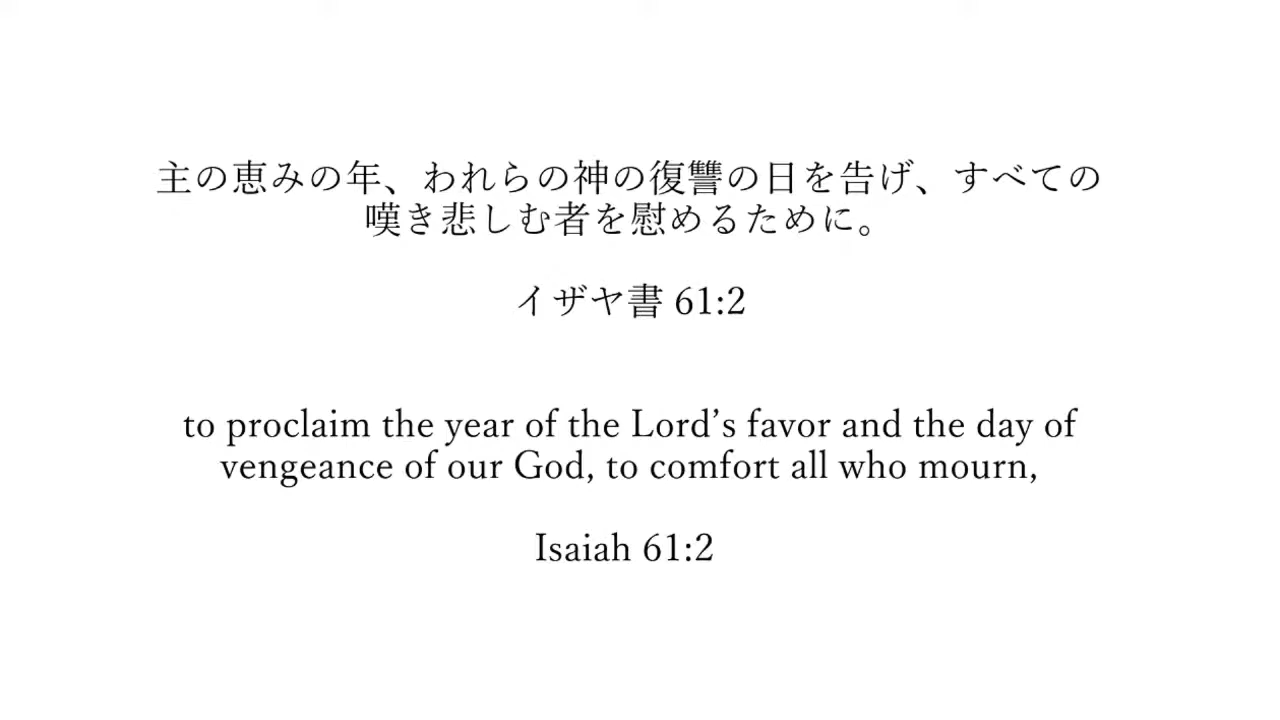 主の恵みの年、われらの神の復讐の日を告げ、すべての
嘆き悲しむ者を慰めるために。
イザヤ書 61:2
to proclaim the year of the Lord’s favor and the day of
vengeance of our God, to comfort all who mourn,
Isaiah 61:2